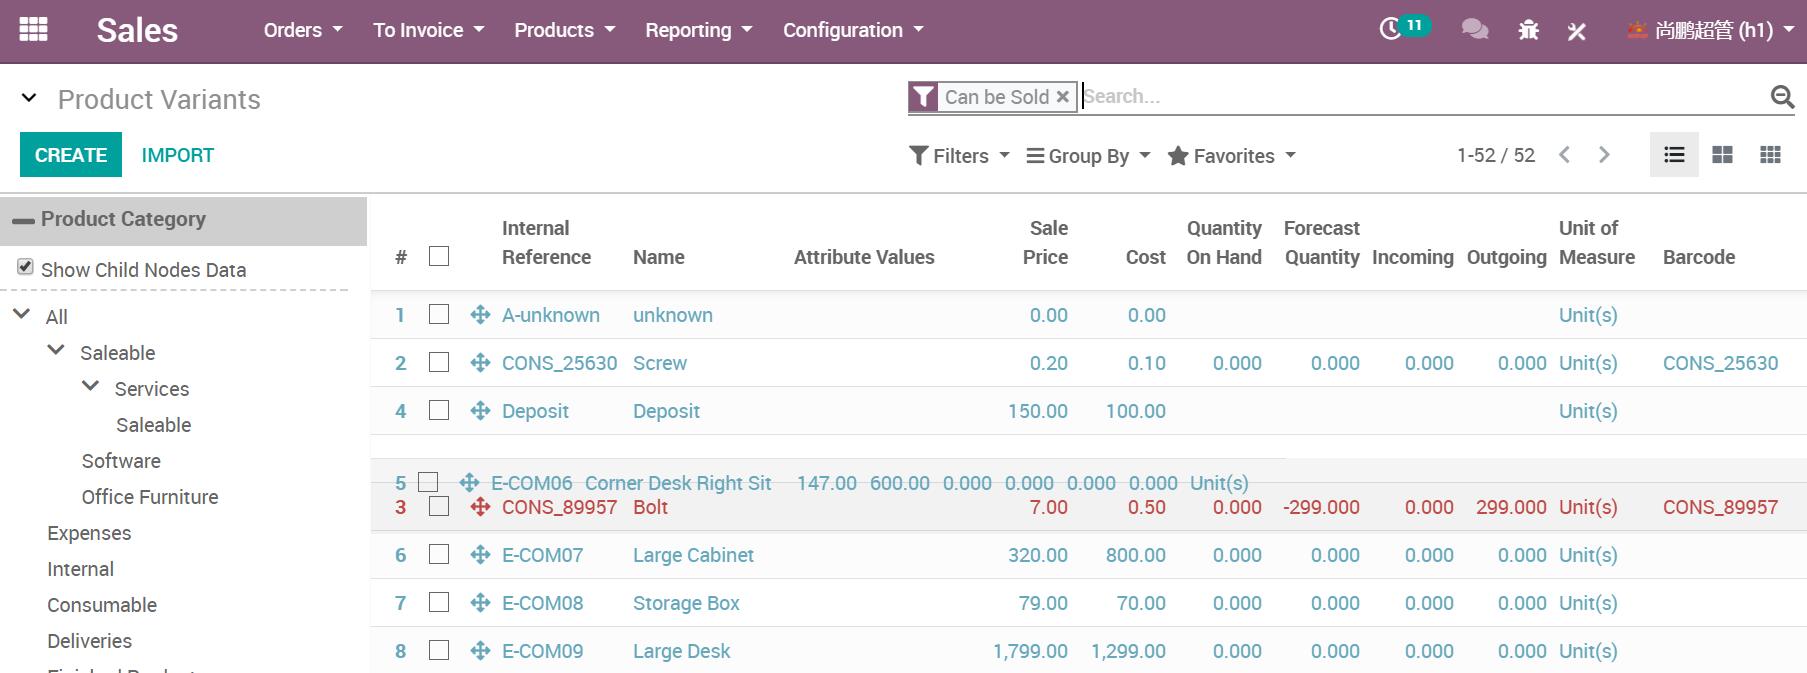 Sales Orders To Invoice Products Reporting Configuration 11 尚鹏超管 (h1)
Product Variants Can be Sold Search...
CREATE IMPORT Filters Group By Favorites 1-52 / 52
Product Category
Show Child Nodes Data
All
Saleable
Services
Saleable
Software
Office Furniture
Expenses
Internal
Consumable
Deliveries
# Internal Reference Name Attribute Values Sale Price Cost Quantity On Hand Forecast Quantity Incoming Outgoing Unit of Measure Barcode
1 A-unknown unknown 0.00 0.00 Unit(s)
2 CONS_25630 Screw 0.20 0.10 0.000 0.000 0.000 0.000 Unit(s) CONS_25630
4 Deposit Deposit 150.00 100.00 Unit(s)
5 E-COM06 Corner Desk Right Sit 147.00 600.00 0.000 0.000 0.000 0.000 Unit(s)
3 CONS_89957 Bolt 7.00 0.50 0.000 -299.000 0.000 299.000 Unit(s) CONS_89957
6 E-COM07 Large Cabinet 320.00 800.00 0.000 0.000 0.000 0.000 Unit(s)
7 E-COM08 Storage Box 79.00 70.00 0.000 0.000 0.000 0.000 Unit(s)
8 E-COM09 Large Desk 1,799.00 1,299.00 0.000 0.000 0.000 0.000 Unit(s)